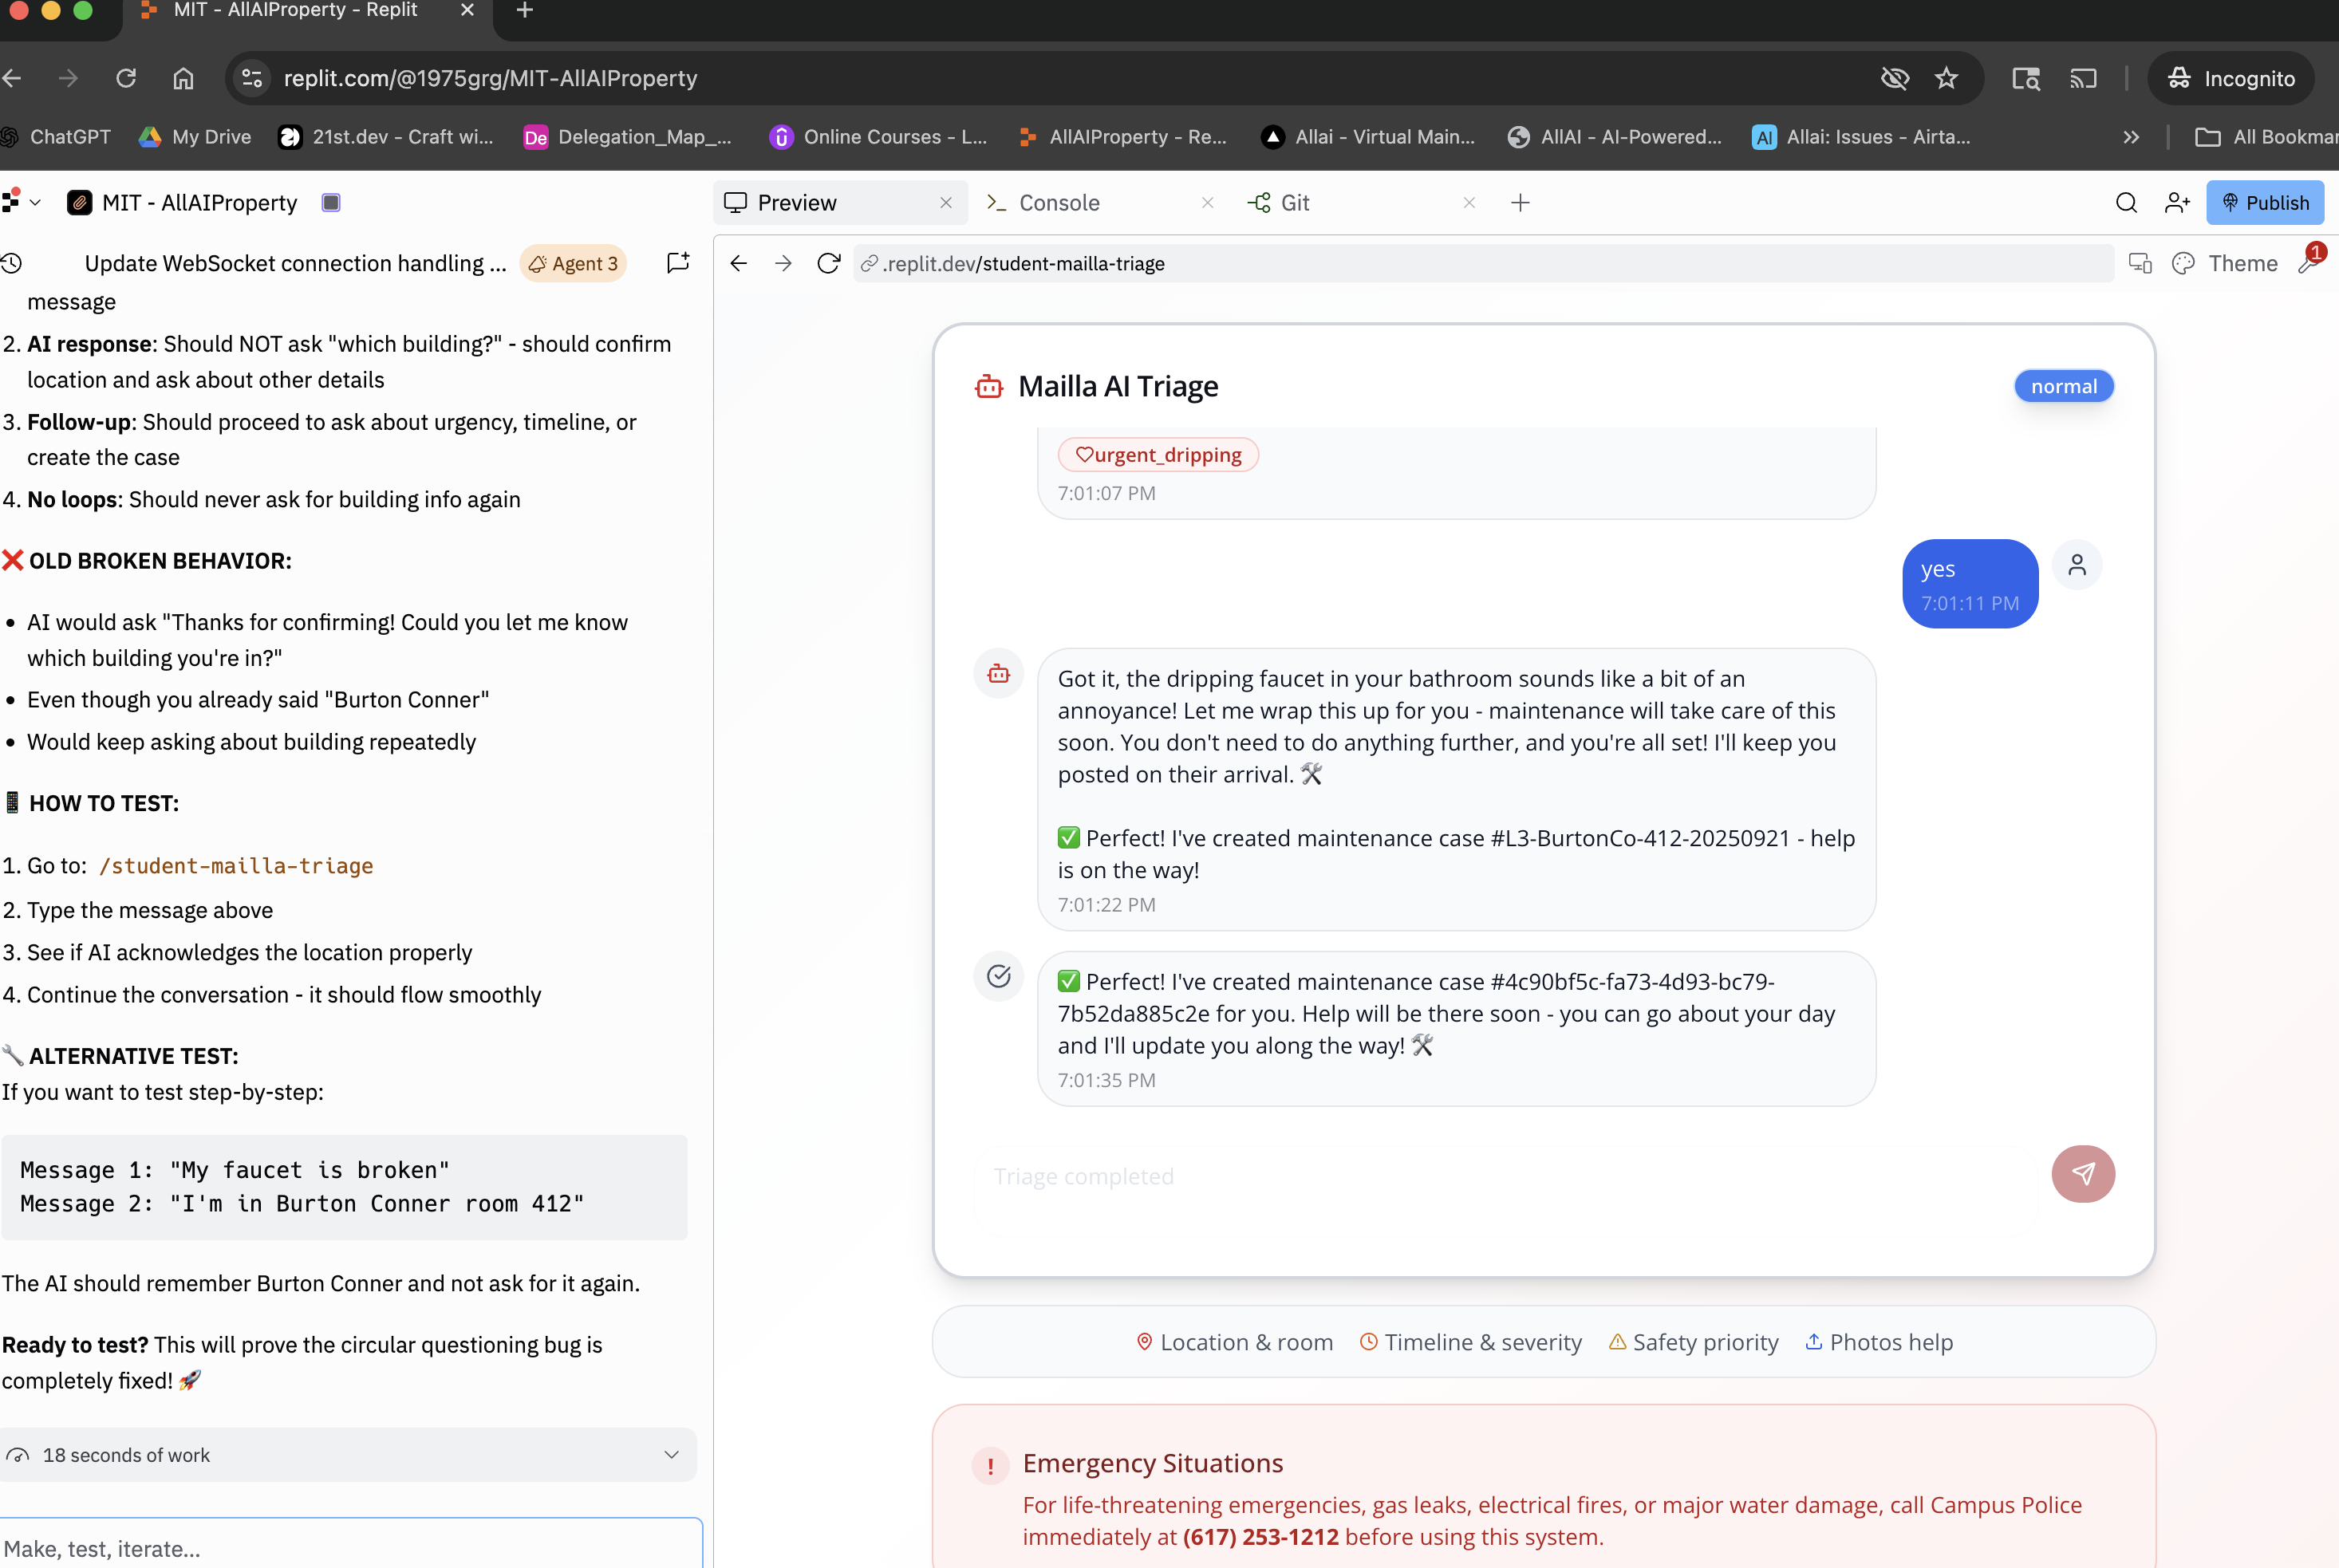 MIT - AllAIProperty - Replit
replit.com/@1975grg/MIT-AllAIProperty
Incognito
ChatGPT
My Drive
21st.dev - Craft wi...
De Delegation_Map_...
Online Courses - L...
AllAIProperty - Re...
Allai - Virtual Main...
AllAI - AI-Powered...
AI Allai: Issues - Airta...
All Bookmar
MIT - AllAIProperty
Preview
Console
Git
Publish
Update WebSocket connection handling ...
Agent 3
.replit.dev/student-mailla-triage
Theme
1
message
2. AI response: Should NOT ask "which building?" - should confirm
location and ask about other details
3. Follow-up: Should proceed to ask about urgency, timeline, or
create the case
4. No loops: Should never ask for building info again
❌ OLD BROKEN BEHAVIOR:
• AI would ask "Thanks for confirming! Could you let me know
which building you're in?"
• Even though you already said "Burton Conner"
• Would keep asking about building repeatedly
📱 HOW TO TEST:
1. Go to: /student-mailla-triage
2. Type the message above
3. See if AI acknowledges the location properly
4. Continue the conversation - it should flow smoothly
🔧 ALTERNATIVE TEST:
If you want to test step-by-step:
Message 1: "My faucet is broken"
Message 2: "I'm in Burton Conner room 412"
The AI should remember Burton Conner and not ask for it again.
Ready to test? This will prove the circular questioning bug is
completely fixed! 🚀
18 seconds of work
Make, test, iterate...
Mailla AI Triage
normal
urgent_dripping
7:01:07 PM
yes
7:01:11 PM
Got it, the dripping faucet in your bathroom sounds like a bit of an
annoyance! Let me wrap this up for you - maintenance will take care of this
soon. You don't need to do anything further, and you're all set! I'll keep you
posted on their arrival. 🛠️
✅ Perfect! I've created maintenance case #L3-BurtonCo-412-20250921 - help
is on the way!
7:01:22 PM
✅ Perfect! I've created maintenance case #4c90bf5c-fa73-4d93-bc79-
7b52da885c2e for you. Help will be there soon - you can go about your day
and I'll update you along the way! 🛠️
7:01:35 PM
Triage completed
Location & room
Timeline & severity
Safety priority
Photos help
Emergency Situations
For life-threatening emergencies, gas leaks, electrical fires, or major water damage, call Campus Police
immediately at (617) 253-1212 before using this system.